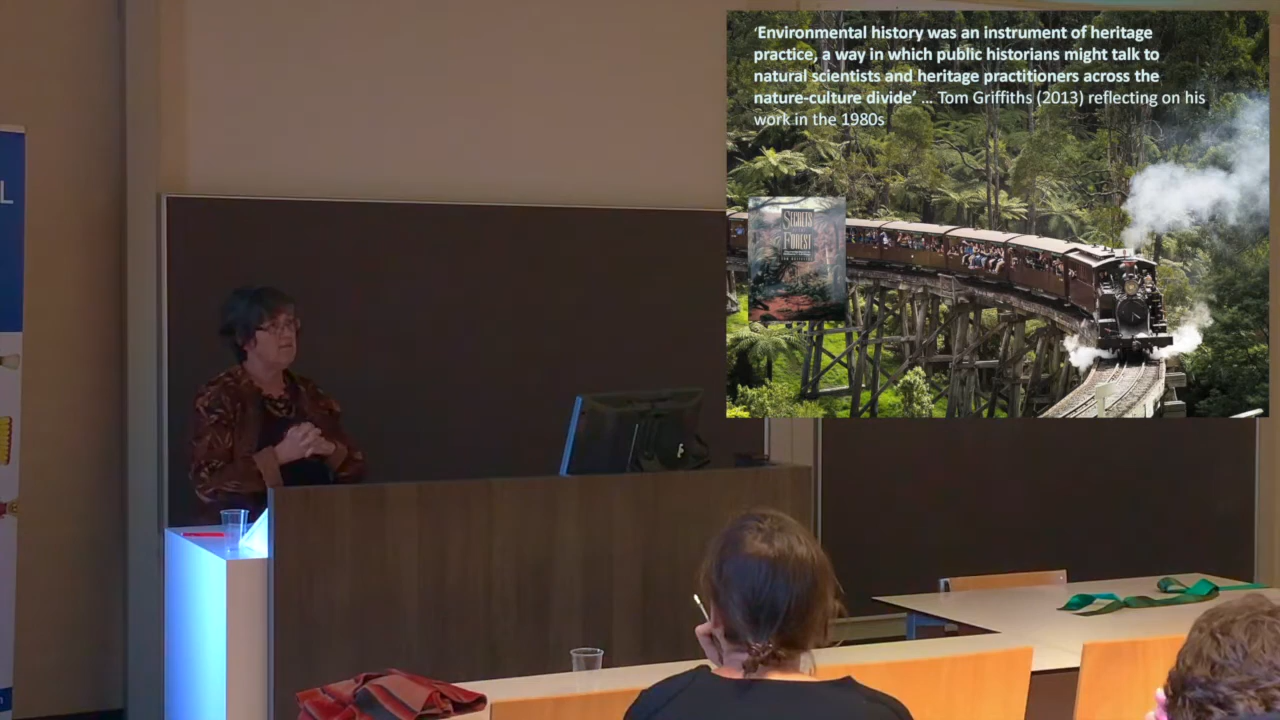 L
'Environmental history was an instrument of heritage
practice, a way in which public historians might talk to
natural scientists and heritage practitioners across the
nature-culture divide' ... Tom Griffiths (2013) reflecting on his
work in the 1980s
SECRETS
FOREST